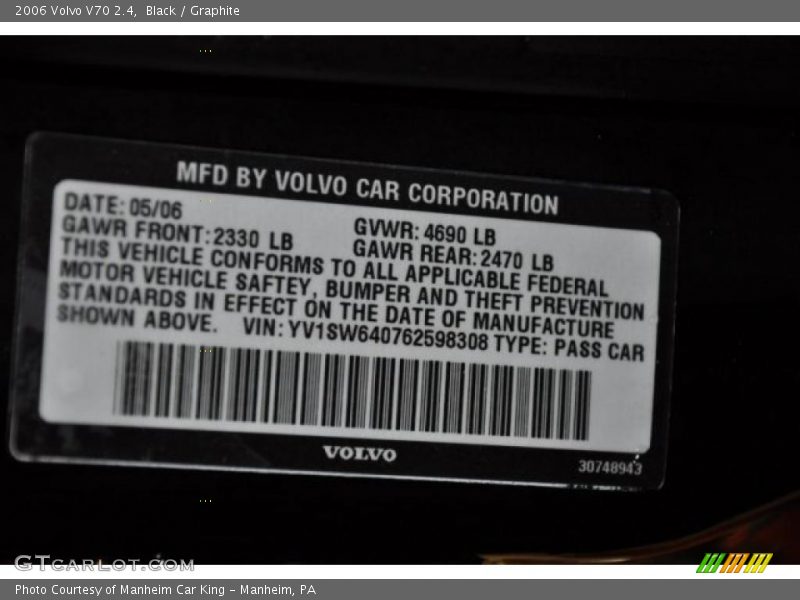 2006 Volvo V70 2.4, Black / Graphite
MFD BY VOLVO CAR CORPORATION
DATE: 05/06
GVWR: 4690 LB
GAWR FRONT: 2330 LB
GAWR REAR: 2470 LB
THIS VEHICLE CONFORMS TO ALL APPLICABLE FEDERAL
MOTOR VEHICLE SAFTEY, BUMPER AND THEFT PREVENTION
STANDARDS IN EFFECT ON THE DATE OF MANUFACTURE
SHOWN ABOVE. VIN: YV1SW640762598308 TYPE: PASS CAR
VOLVO
30748943
GTCARLOT.COM
Photo Courtesy of Manheim Car King - Manheim, PA